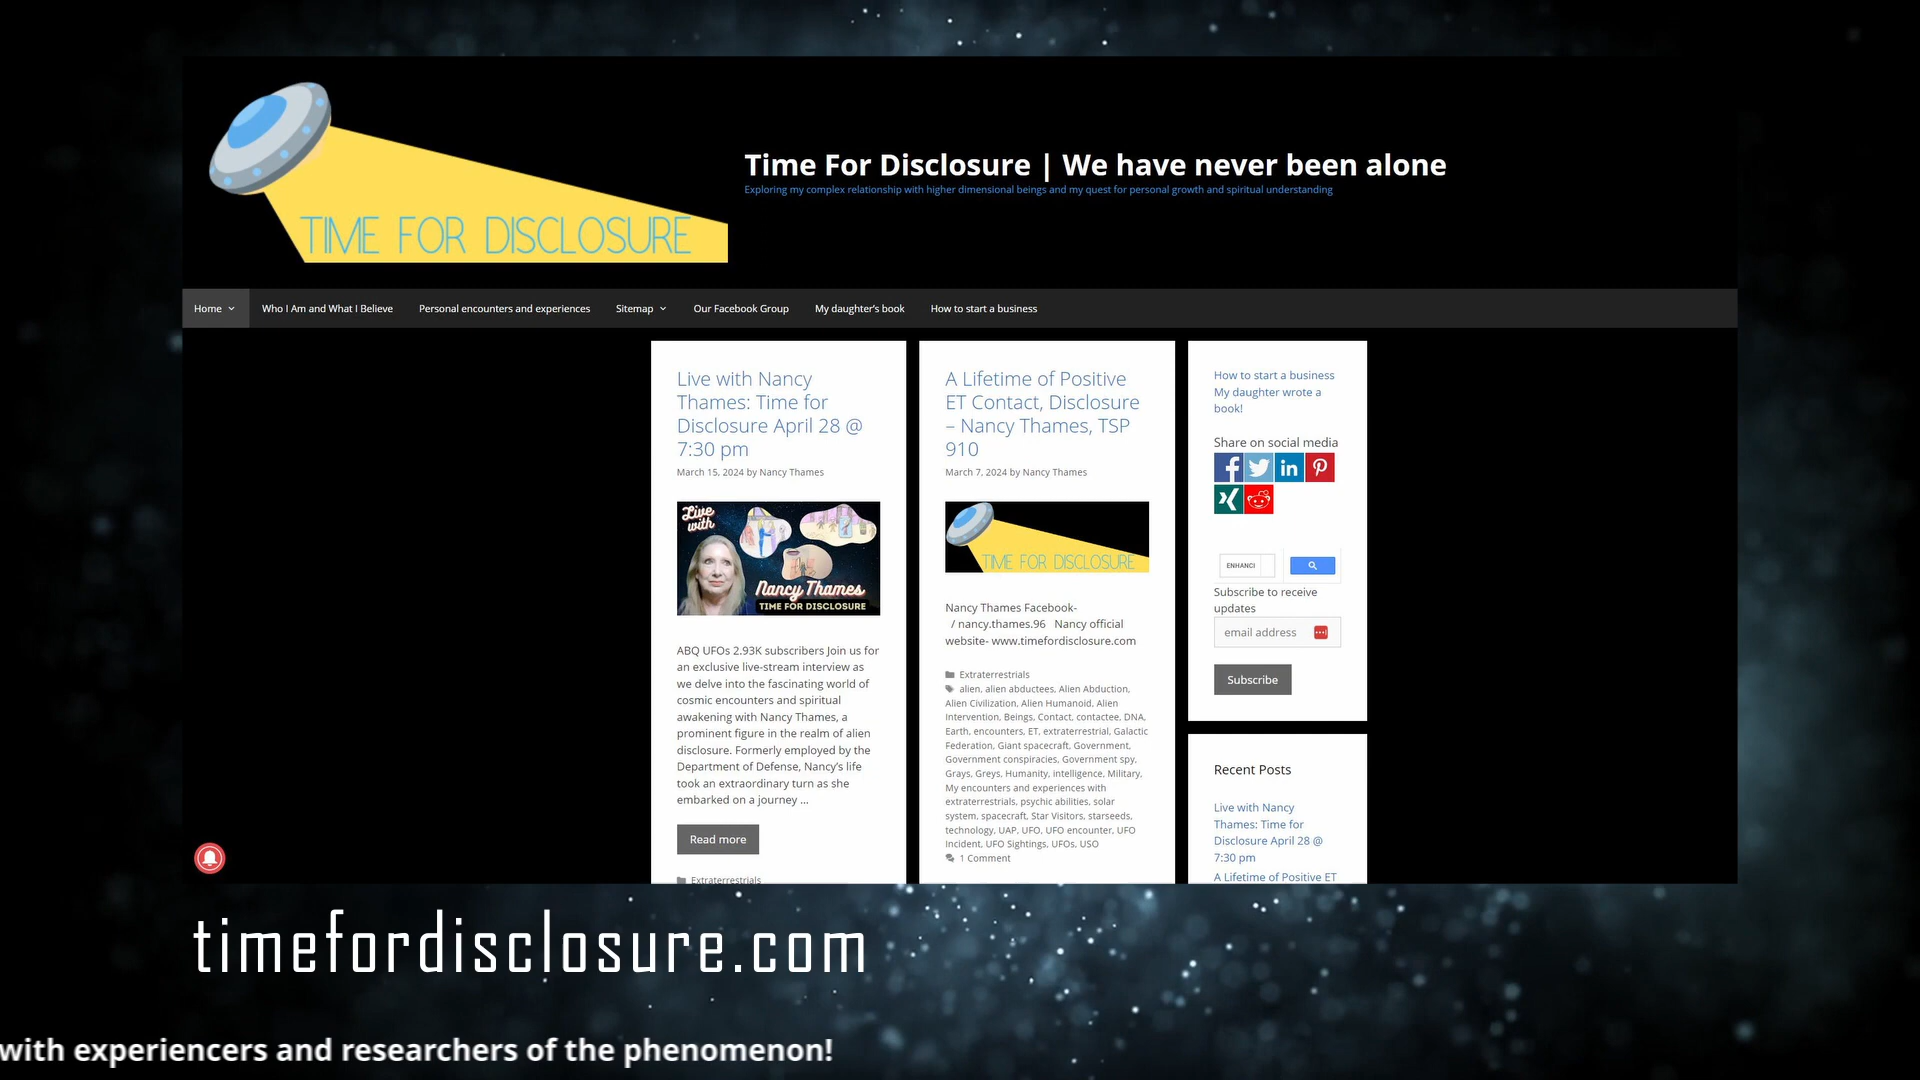 TIME FOR DISCLOSURE
Time For Disclosure | We have never been alone
Exploring my complex relationship with higher dimensional beings and my quest for personal growth and spiritual understanding
Home
Who I Am and What I Believe
Personal encounters and experiences
Sitemap
Our Facebook Group
My daughter's book
How to start a business
Live with Nancy
Thames: Time for
Disclosure April 28 @
7:30 pm
March 15, 2024 by Nancy Thames
Live
with
Nancy Thames
TIME FOR DISCLOSURE
ABQ UFOs 2.93K subscribers Join us for
an exclusive live-stream interview as
we delve into the fascinating world of
cosmic encounters and spiritual
awakening with Nancy Thames, a
prominent figure in the realm of alien
disclosure. Formerly employed by the
Department of Defense, Nancy's life
took an extraordinary turn as she
embarked on a journey ...
Read more
Extraterrestrials
A Lifetime of Positive
ET Contact, Disclosure
– Nancy Thames, TSP
910
March 7, 2024 by Nancy Thames
TIME FOR DISCLOSURE
Nancy Thames Facebook-
/ nancy.thames.96 Nancy official
website- www.timefordisclosure.com
Extraterrestrials
alien, alien abductees, Alien Abduction,
Alien Civilization, Alien Humanoid, Alien
Intervention, Beings, Contact, contactee, DNA,
Earth, encounters, ET, extraterrestrial, Galactic
Federation, Giant spacecraft, Government,
Government conspiracies, Government spy,
Grays, Greys, Humanity, intelligence, Military,
My encounters and experiences with
extraterrestrials, psychic abilities, solar
system, spacecraft, Star Visitors, starseeds,
technology, UAP, UFO, UFO encounter, UFO
Incident, UFO Sightings, UFOs, USO
1 Comment
How to start a business
My daughter wrote a
book!
Share on social media
ENHANCI
Subscribe to receive
updates
email address
Subscribe
Recent Posts
Live with Nancy
Thames: Time for
Disclosure April 28 @
7:30 pm
A Lifetime of Positive ET
timefordisclosure.com
with experiencers and researchers of the phenomenon!